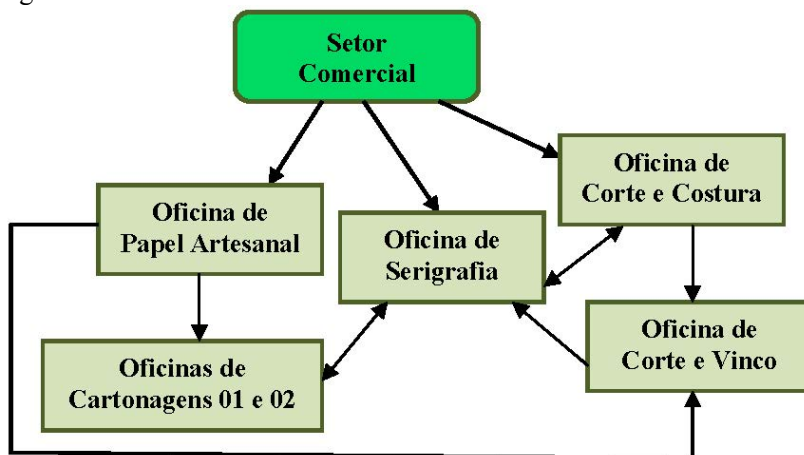 Setor
Comercial
Oficina de
Corte e Costura
Oficina de
Papel Artesanal
Oficina de
Serigrafia
Oficina de
Corte e Vinco
Oficinas de
Cartonagens 01 e 02